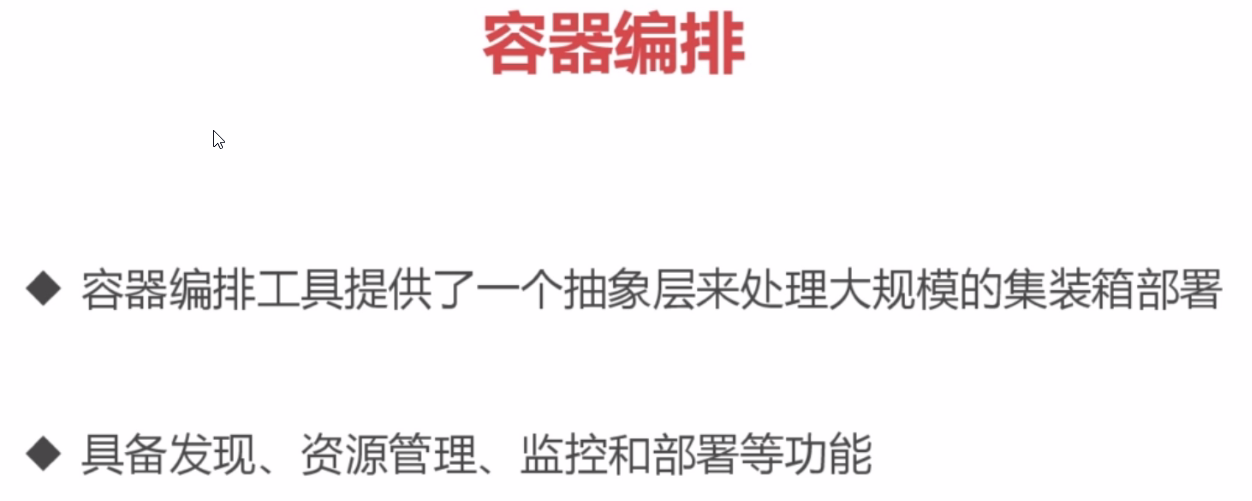 容器编排
◆ 容器编排工具提供了一个抽象层来处理大规模的集装箱部署
◆ 具备发现、资源管理、监控和部署等功能